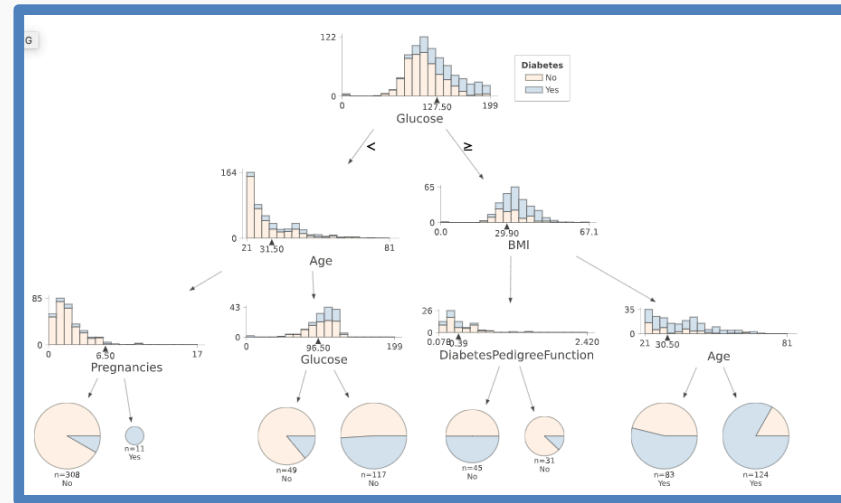 G
122
0
0
127.50
199
Glucose
Diabetes
No
Yes
<
≥
164
0
21
31.50
81
Age
65
0
0.0
29.90
67.1
BMI
85
0
0
6.50
17
Pregnancies
43
0
0
96.50
199
Glucose
26
0
0.078
0.39
2.420
DiabetesPedigreeFunction
35
0
21
30.50
81
Age
n=308
No
n=11
Yes
n=49
No
n=117
No
n=45
No
n=31
No
n=83
Yes
n=124
Yes